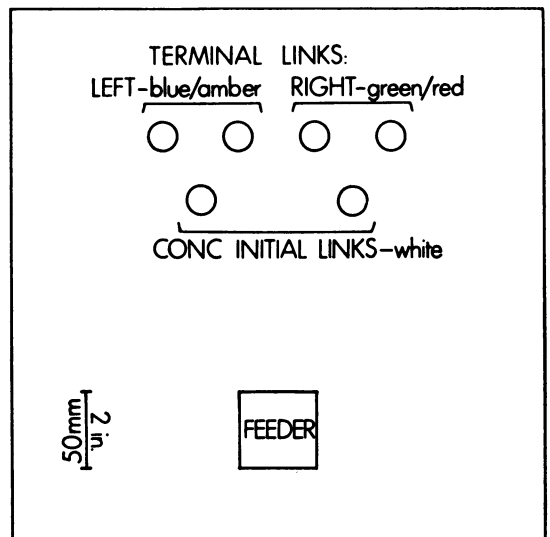 TERMINAL LINKS:
LEFT-blue/amber RIGHT-green/red
CONC INITIAL LINKS-white
50mm
2 in.
FEEDER